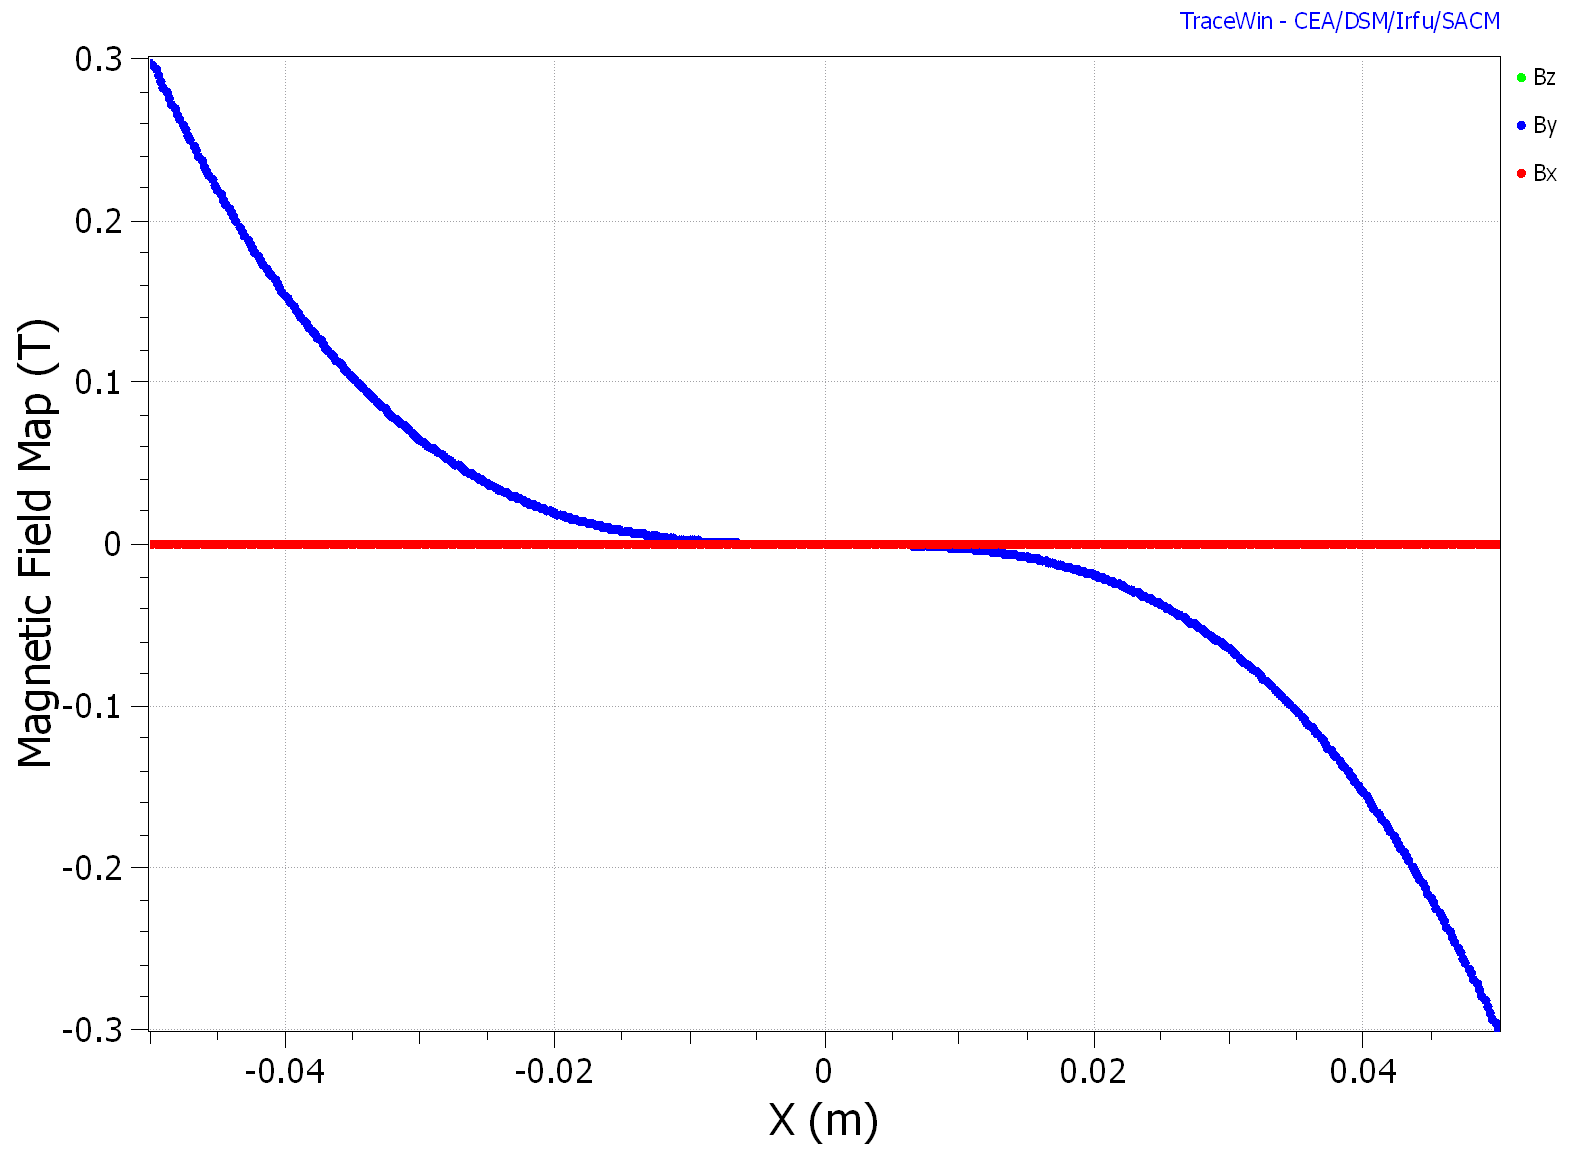 TraceWin - CEA/DSM/Irfu/SACM
Bz
By
Bx
0.3
0.2
0.1
0
-0.1
-0.2
-0.3
Magnetic Field Map (T)
-0.04
-0.02
0
0.02
0.04
X (m)